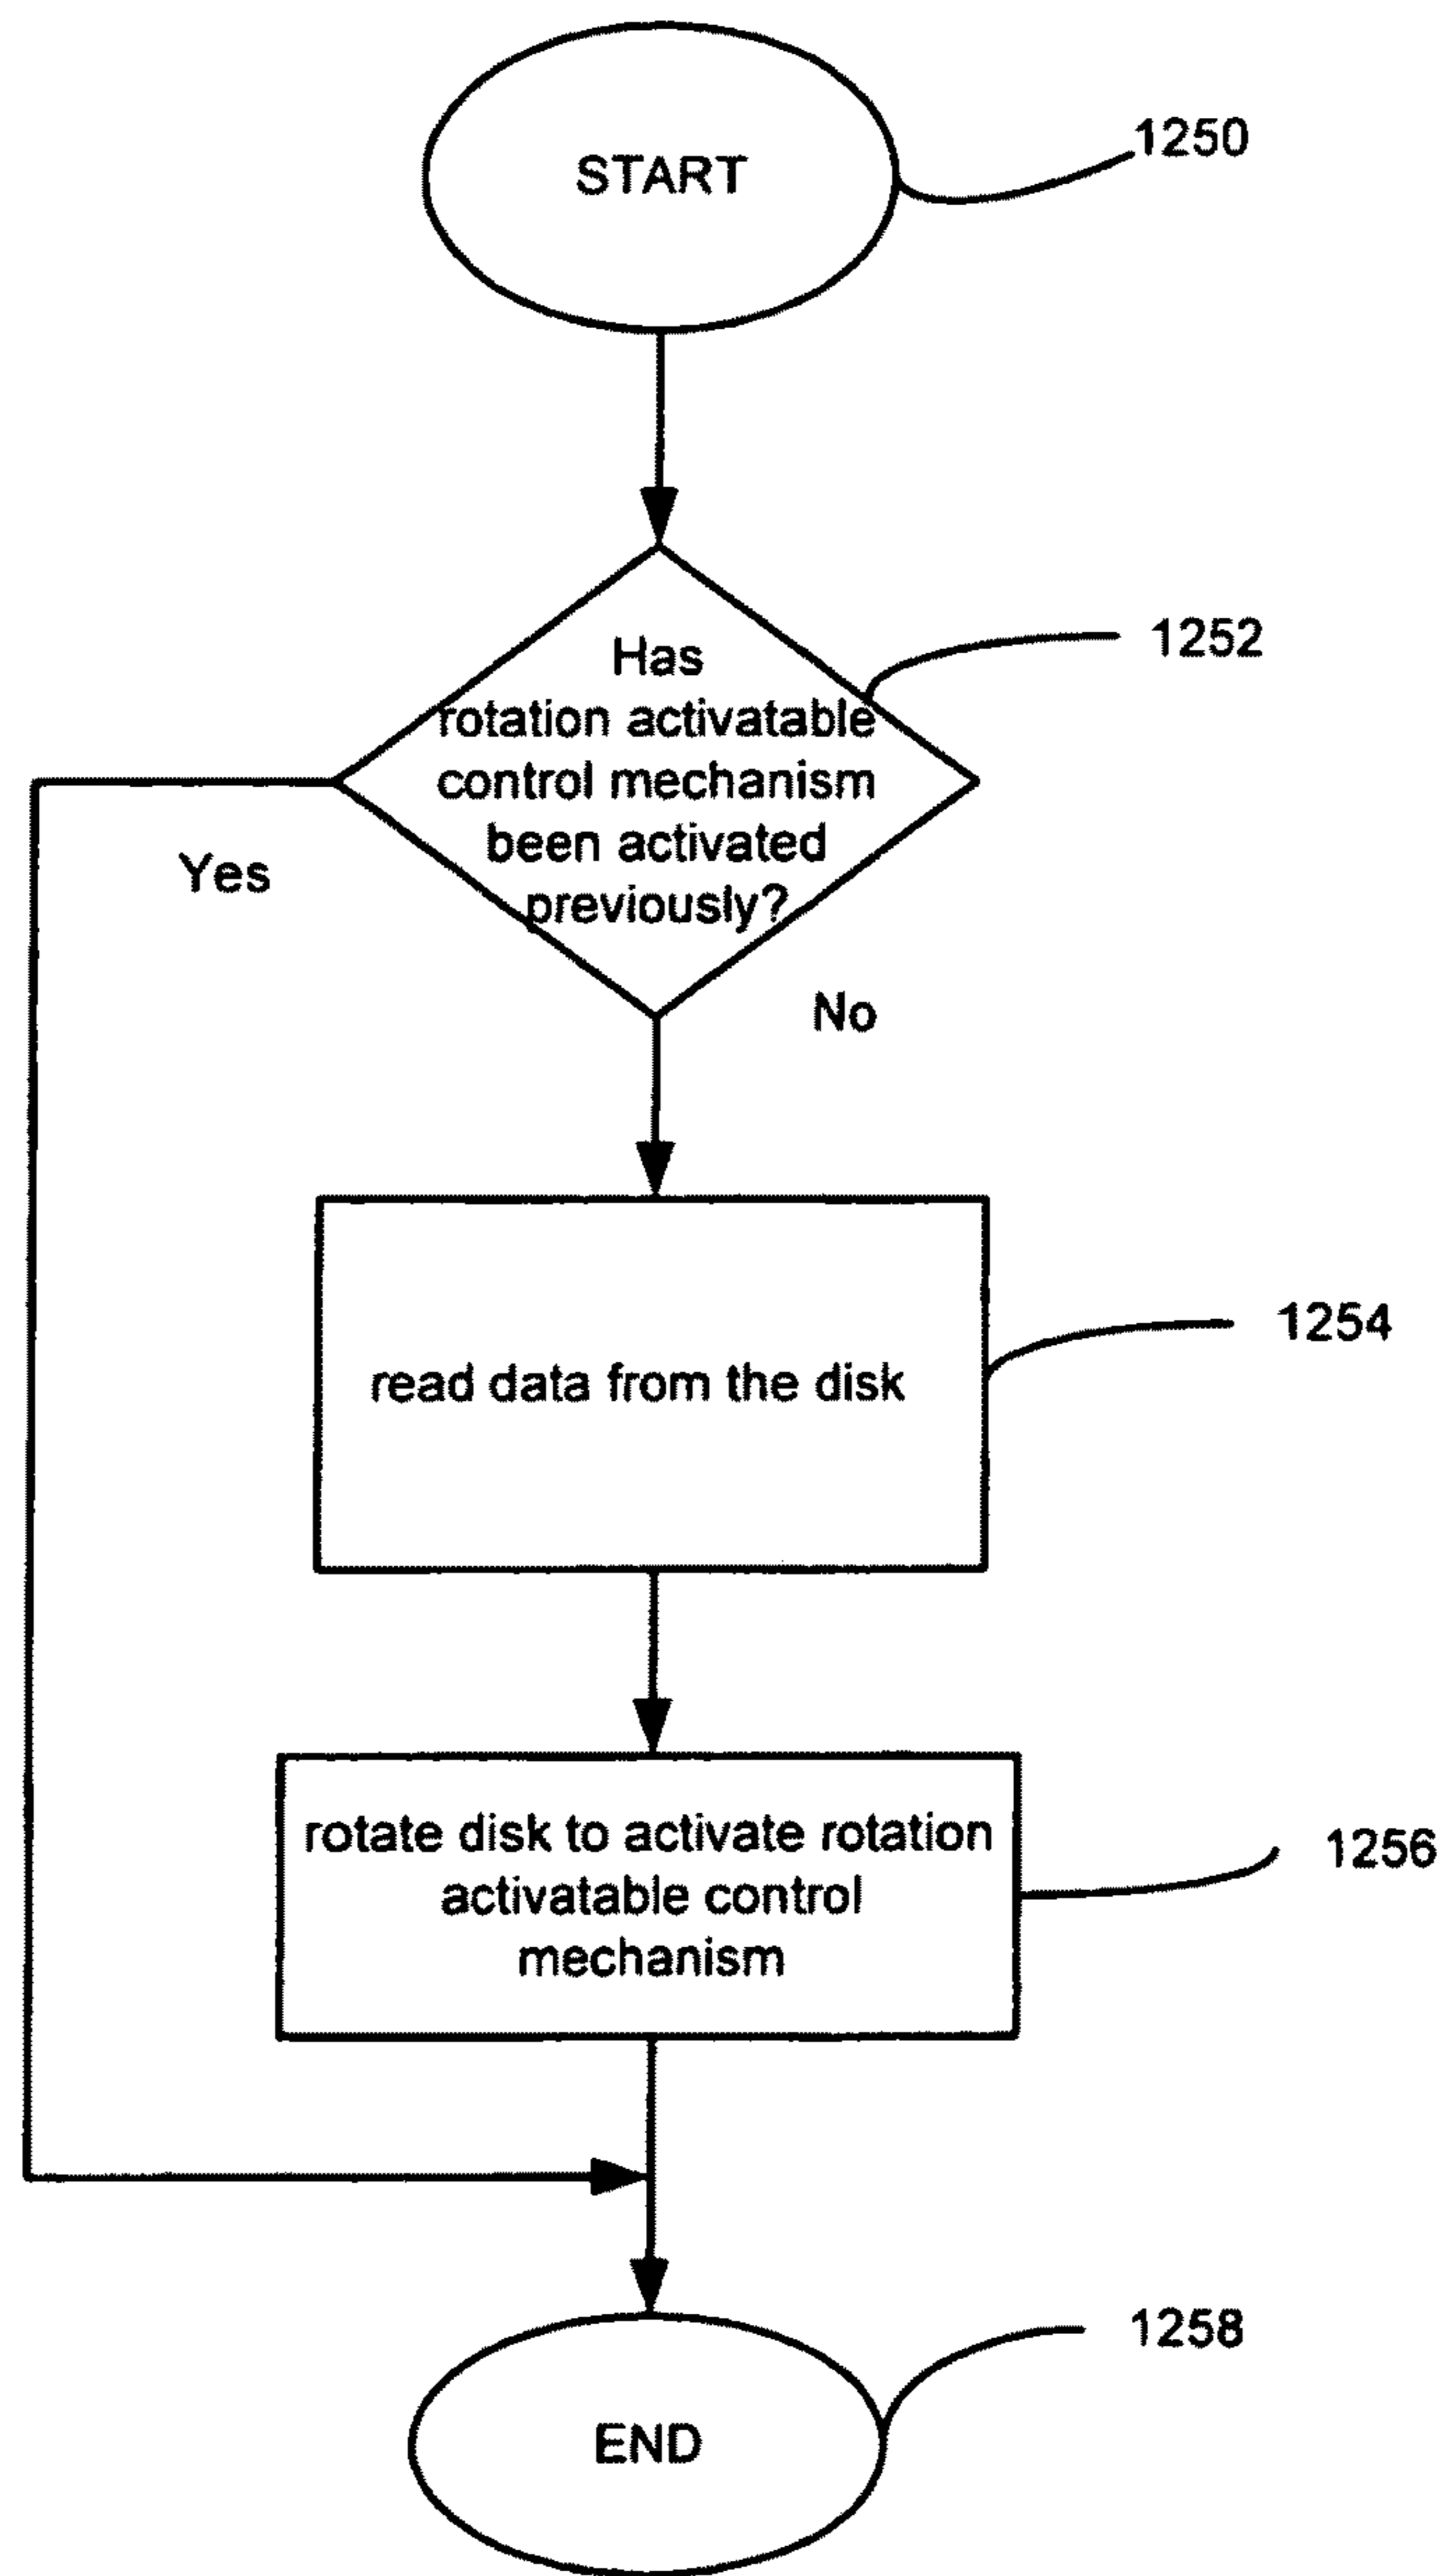 START
1250
Has
rotation activatable
control mechanism
been activated
previously?
1252
Yes
No
read data from the disk
1254
rotate disk to activate rotation
activatable control
mechanism
1256
END
1258